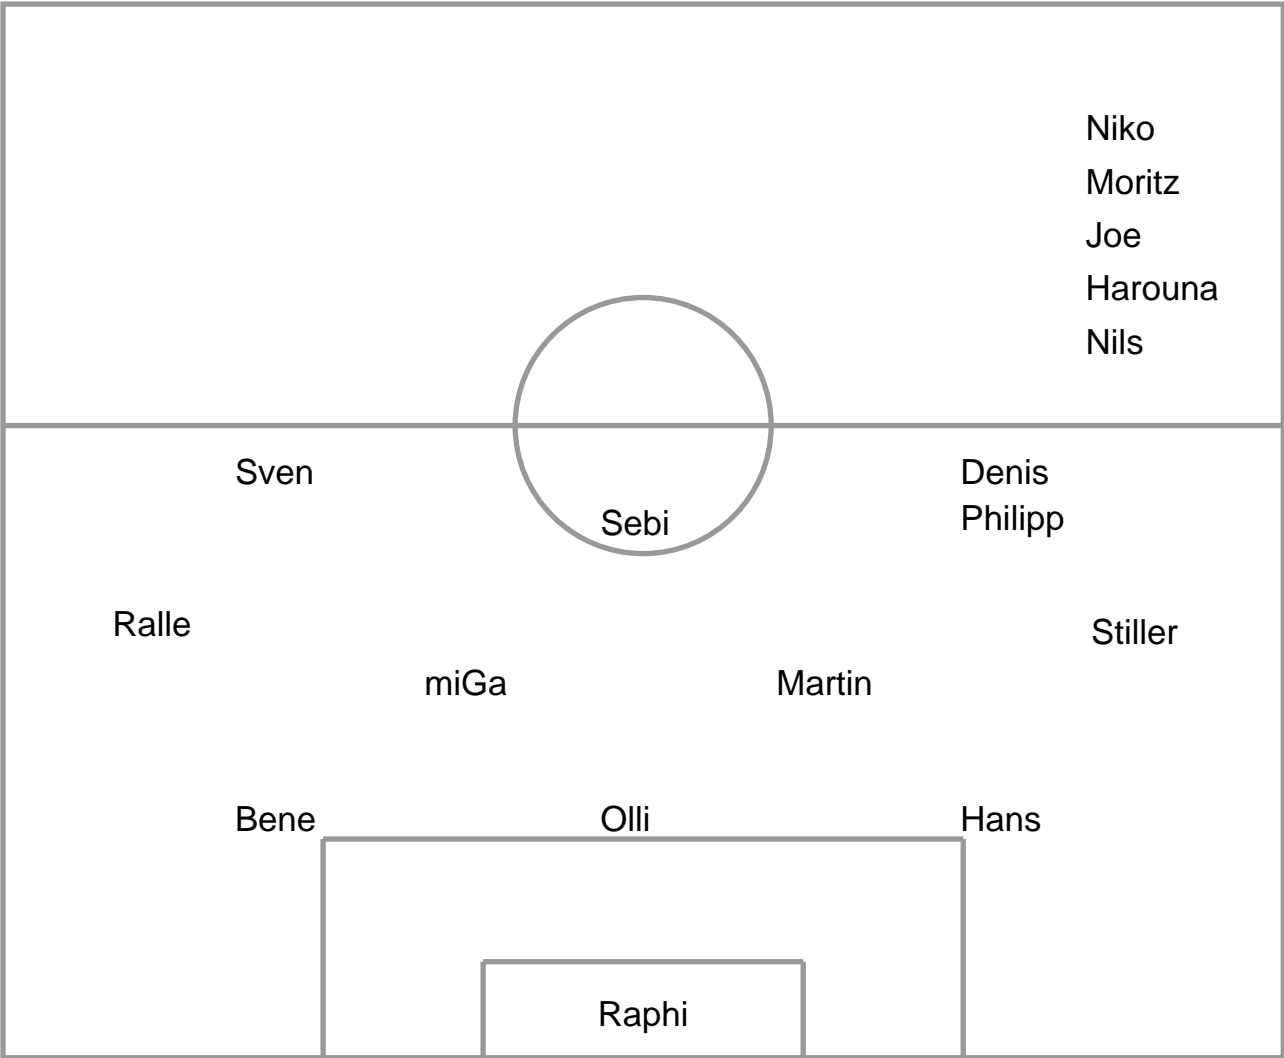 Niko
Moritz
Joe
Harouna
Nils
Sven
Denis
Sebi
Philipp
Ralle
Stiller
miGa
Martin
Bene
Olli
Hans
Raphi